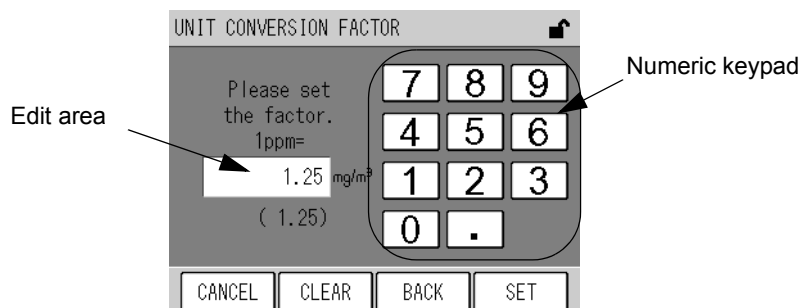 UNIT CONVERSION FACTOR
Numeric keypad
Edit area
Please set
the factor.
1ppm=
1.25 mg/m³
( 1.25)
7 8 9
4 5 6
1 2 3
0 .
CANCEL CLEAR BACK SET